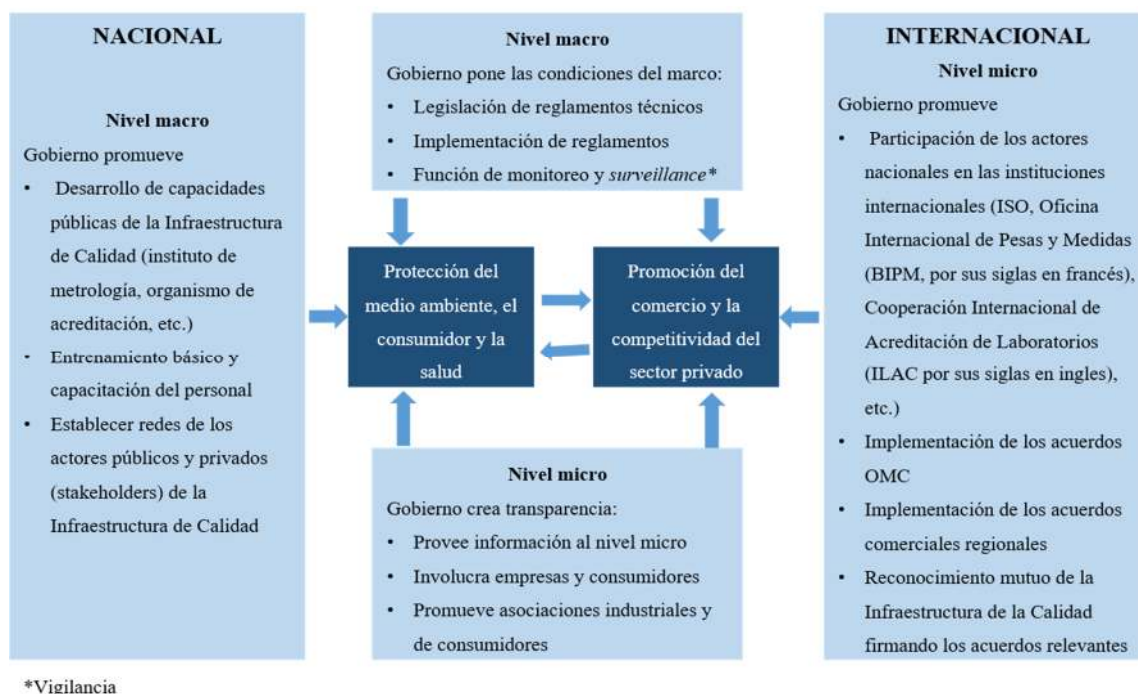 NACIONAL
Nivel macro
Gobierno promueve
• Desarrollo de capacidades
públicas de la Infraestructura
de Calidad (instituto de
metrología, organismo de
acreditación, etc.)
• Entrenamiento básico y
capacitación del personal
• Establecer redes de los
actores públicos y privados
(stakeholders) de la
Infraestructura de Calidad
Nivel macro
Gobierno pone las condiciones del marco:
• Legislación de reglamentos técnicos
• Implementación de reglamentos
• Función de monitoreo y surveillance*
Protección del
medio ambiente, el
consumidor y la
salud
Promoción del
comercio y la
competitividad del
sector privado
Nivel micro
Gobierno crea transparencia:
• Provee información al nivel micro
• Involucra empresas y consumidores
• Promueve asociaciones industriales y
de consumidores
INTERNACIONAL
Nivel micro
Gobierno promueve
• Participación de los actores
nacionales en las instituciones
internacionales (ISO, Oficina
Internacional de Pesas y Medidas
(BIPM, por sus siglas en francés),
Cooperación Internacional de
Acreditación de Laboratorios
(ILAC por sus siglas en ingles),
etc.)
• Implementación de los acuerdos
OMC
• Implementación de los acuerdos
comerciales regionales
• Reconocimiento mutuo de la
Infraestructura de la Calidad
firmando los acuerdos relevantes
*Vigilancia